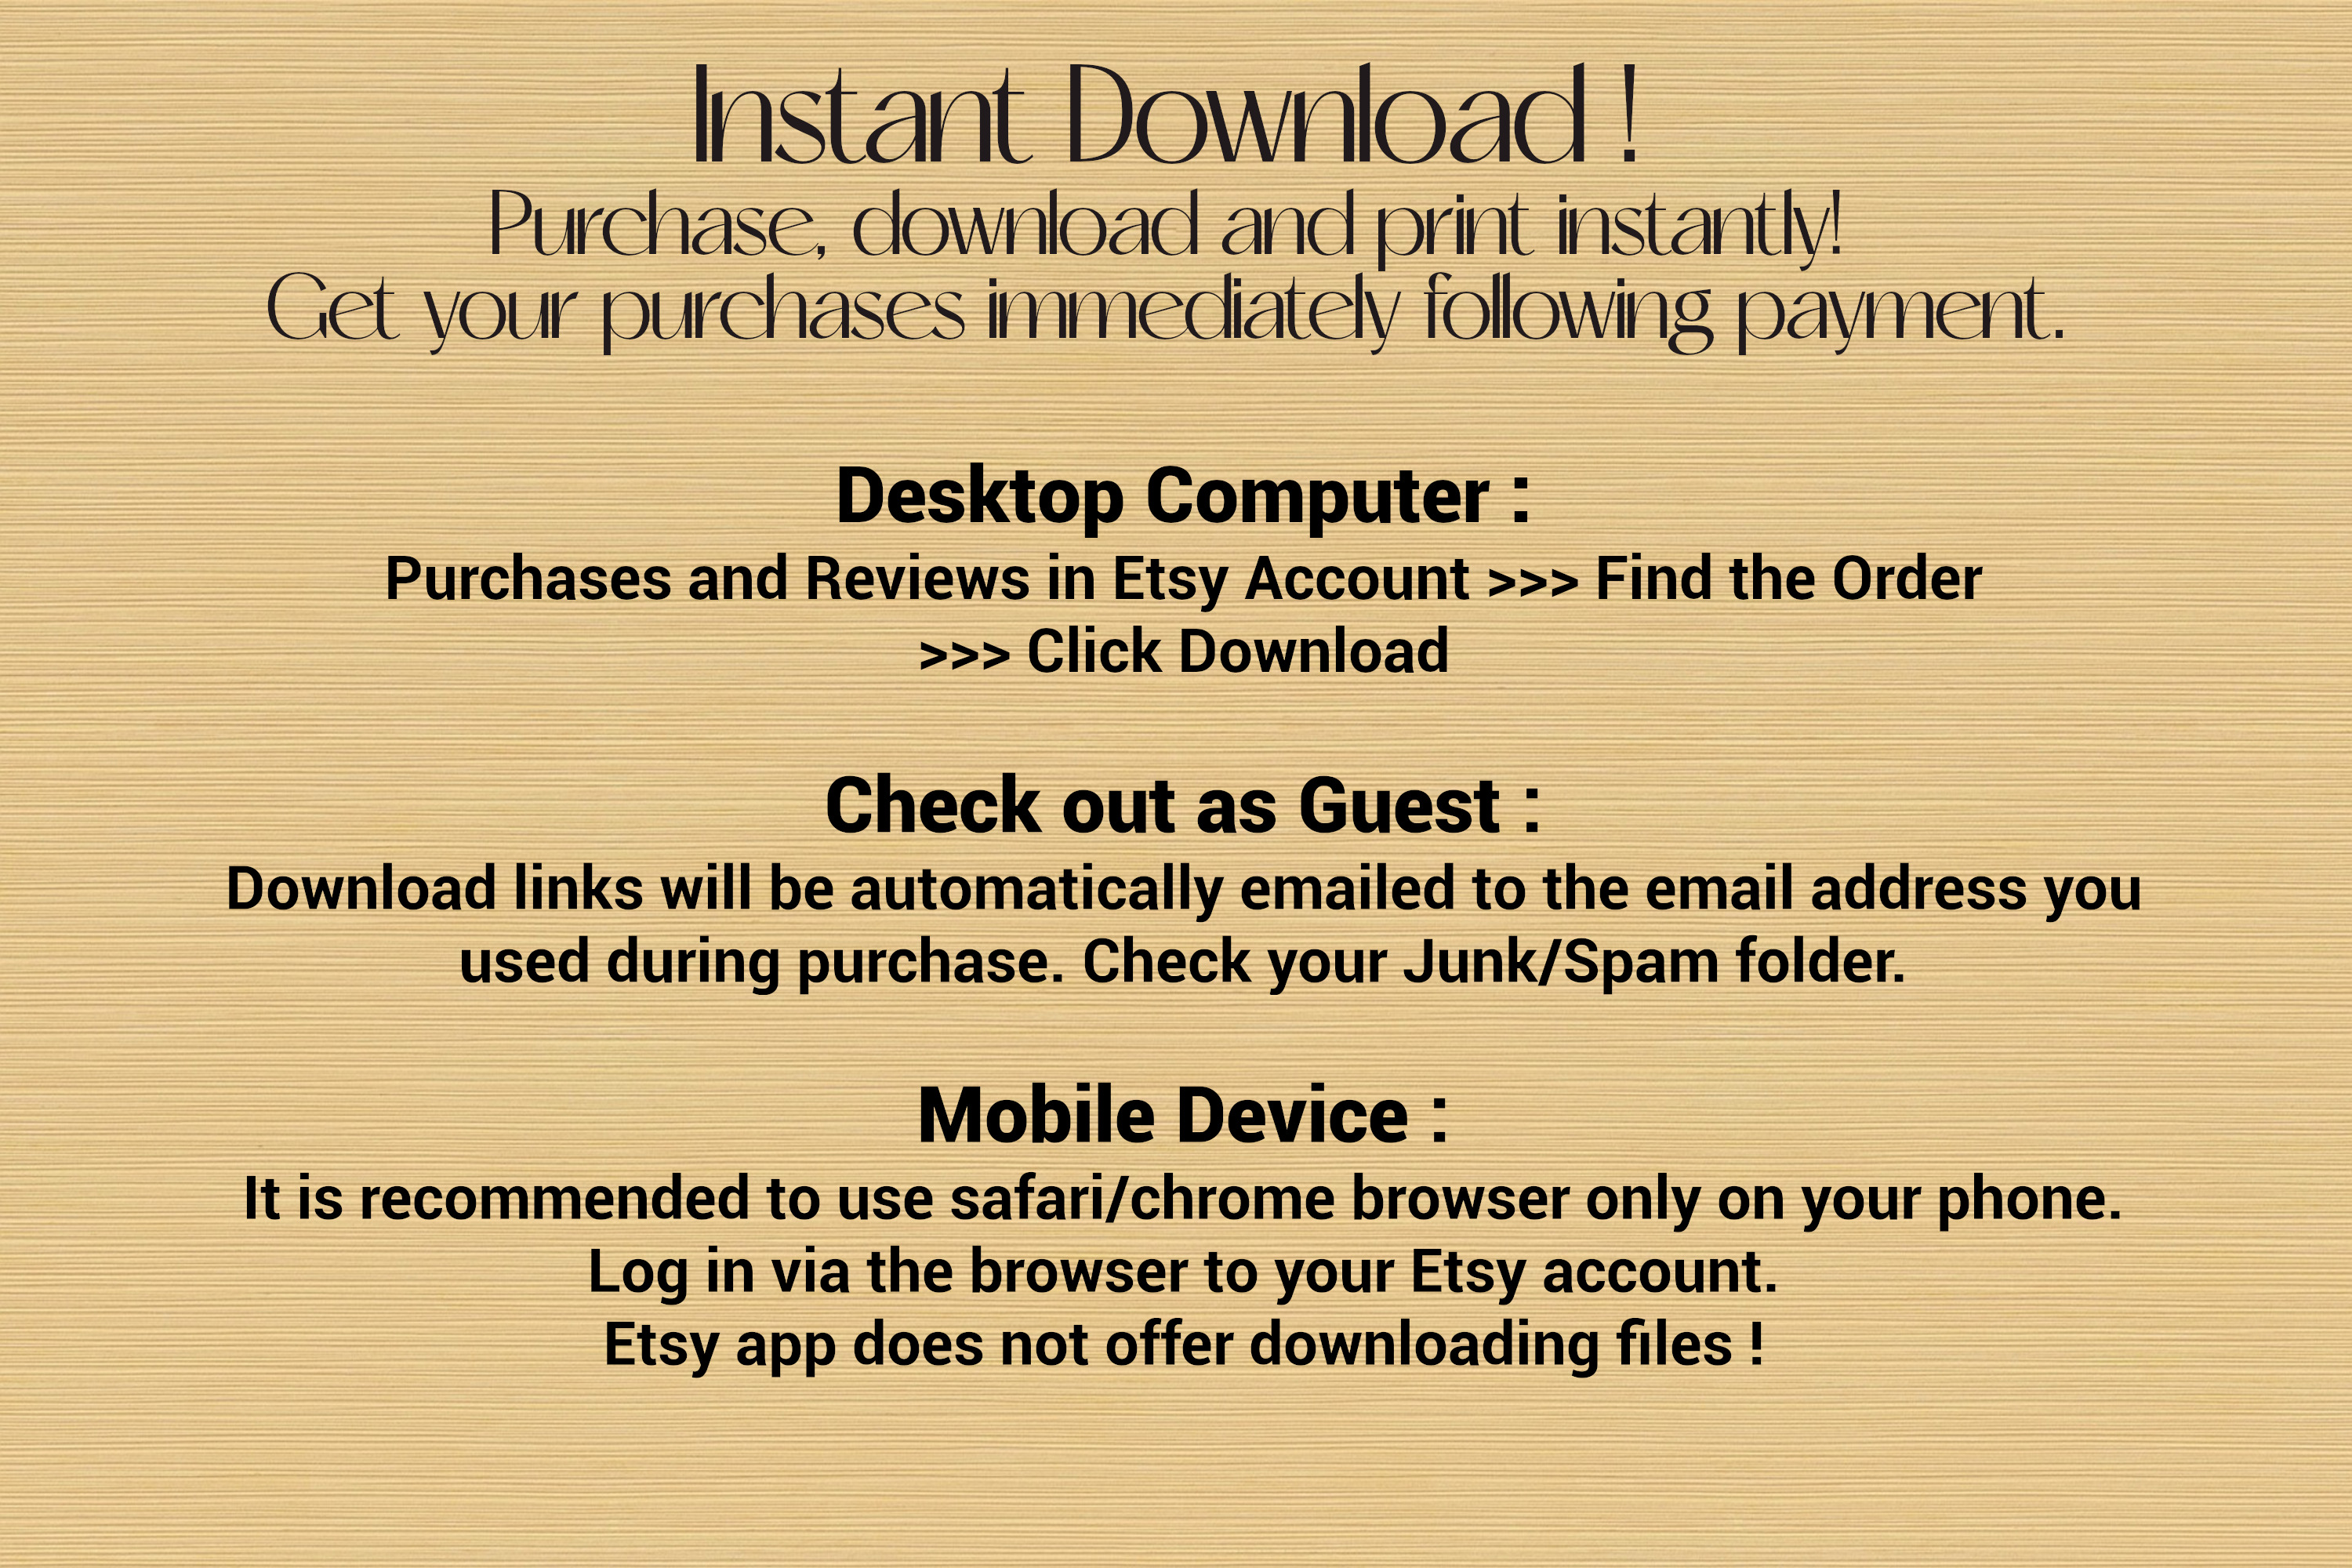 Instant Download !
Purchase, download and print instantly!
Get your purchases immediately following payment.
Desktop Computer :
Purchases and Reviews in Etsy Account >>> Find the Order
>>> Click Download
Check out as Guest :
Download links will be automatically emailed to the email address you
used during purchase. Check your Junk/Spam folder.
Mobile Device :
It is recommended to use safari/chrome browser only on your phone.
Log in via the browser to your Etsy account.
Etsy app does not offer downloading files !